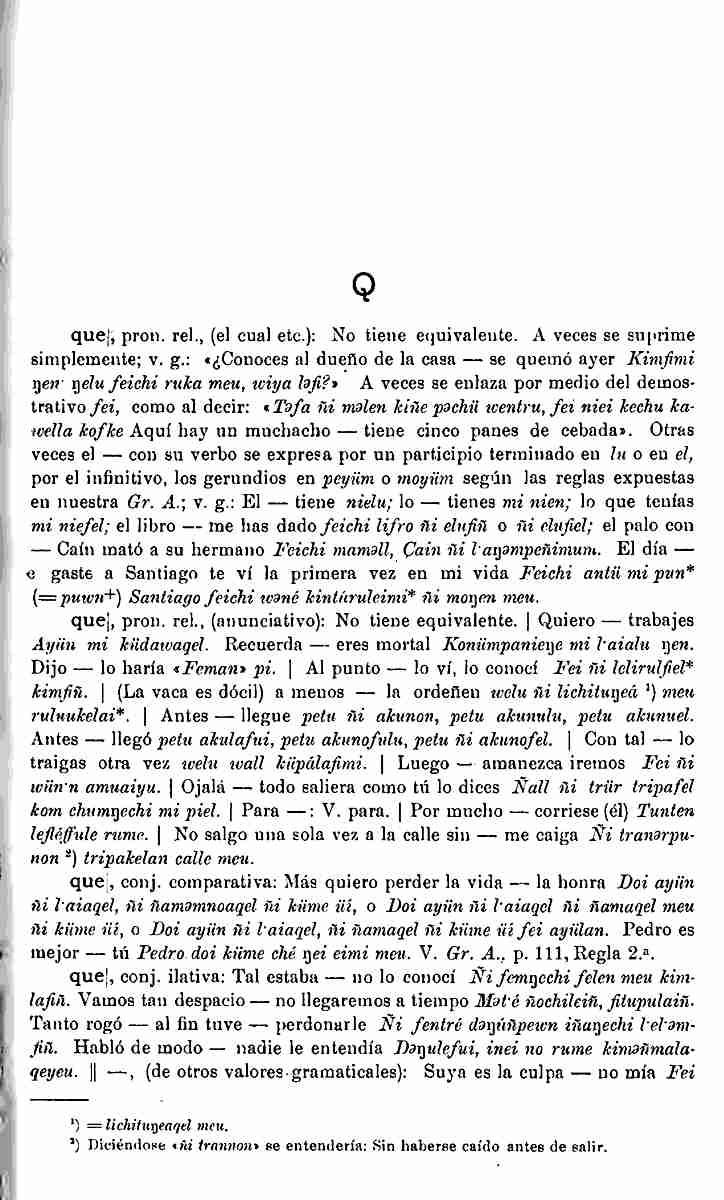 Q
que|, pron. rel., (el cual etc.): No tiene equivalente. A veces se suprime
simplemente; v. g.: «¿Conoces al dueño de la casa — se quemó ayer Kimfimi
ŋen· ŋelu feichi ruka meu, wiya ləfi?» A veces se enlaza por medio del demos-
trativo fei, como al decir: «Təfa ñi məlen kiñe pəchü wentru, fei niei kechu ka-
wella kofke Aquí hay un muchacho — tiene cinco panes de cebada». Otras
veces el — con su verbo se expresa por un participio terminado en lu o en el,
por el infinitivo, los gerundios en peyüm o moyüm según las reglas expuestas
en nuestra Gr. A.; v. g.: El — tiene nielu; lo — tienes mi nien; lo que tenías
mi niefel; el libro — me has dado feichi lifro ñi elufiñ o ñi elufiel; el palo con
— Caín mató a su hermano Feichi maməll, Çain ñi l·aŋəmpeñimum. El día —
e gaste a Santiago te ví la primera vez en mi vida Feichi antü mi pun*
(=puwn+) Santiago feichi wəné kintúruleimi* ñi moŋen meu.
que|, pron. rel., (anunciativo): No tiene equivalente. | Quiero — trabajes
Ayün mi küdawaqel. Recuerda — eres mortal Konümpanieŋe mi l·aialu ŋen.
Dijo — lo haría «Feman» pi. | Al punto — lo ví, lo conocí Fei ñi lelirulfiel*
kimfiñ. | (La vaca es dócil) a menos — la ordeñen welu ñi lichituŋeá ¹) meu
ruluukelai*. | Antes — llegue petu ñi akunon, petu akunulu, petu akunuel.
Antes — llegó petu akulafui, petu akunofulu, petu ñi akunofel. | Con tal — lo
traigas otra vez welu wall küpálafimi. | Luego — amanezca iremos Fei ñi
wün·n amuaiyu. | Ojalá — todo saliera como tú lo dices Ñall ñi trür tripafel
kom chumŋechi mi piel. | Para —: V. para. | Por mucho — corriese (él) Tunten
lefléffule rume. | No salgo una sola vez a la calle sin — me caiga Ñi tranərpu-
non ²) tripakelan calle meu.
que|, conj. comparativa: Más quiero perder la vida — la honra Doi ayün
ñi l·aiaqel, ñi ñaməmnoaqel ñi küme üí, o Doi ayün ñi l·aiaqel ñi ñamaqel meu
ñi küme üí, o Doi ayün ñi l·aiaqel, ñi ñamaqel ñi küme üí fei ayülan. Pedro es
mejor — tú Pedro doi küme ché ŋei eimi meu. V. Gr. A., p. 111, Regla 2.ª.
que|, conj. ilativa: Tal estaba — no lo conocí Ñi femŋechi felen meu kim-
lafiñ. Vamos tan despacio — no llegaremos a tiempo Mət·é ñochileiñ, fitupulaiñ.
Tanto rogó — al fin tuve — perdonarle Ñi fentré dəŋúñpewn iñaŋechi l·el·əm-
fiñ. Habló de modo — nadie le entendía Dəŋulefui, inei no rume kiməñmala-
qeyeu. || —, (de otros valores gramaticales): Suya es la culpa — no mía Fei
¹) = lichituŋeaqel meu.
²) Diciéndose «ñi trannon» se entendería: Sin haberse caído antes de salir.